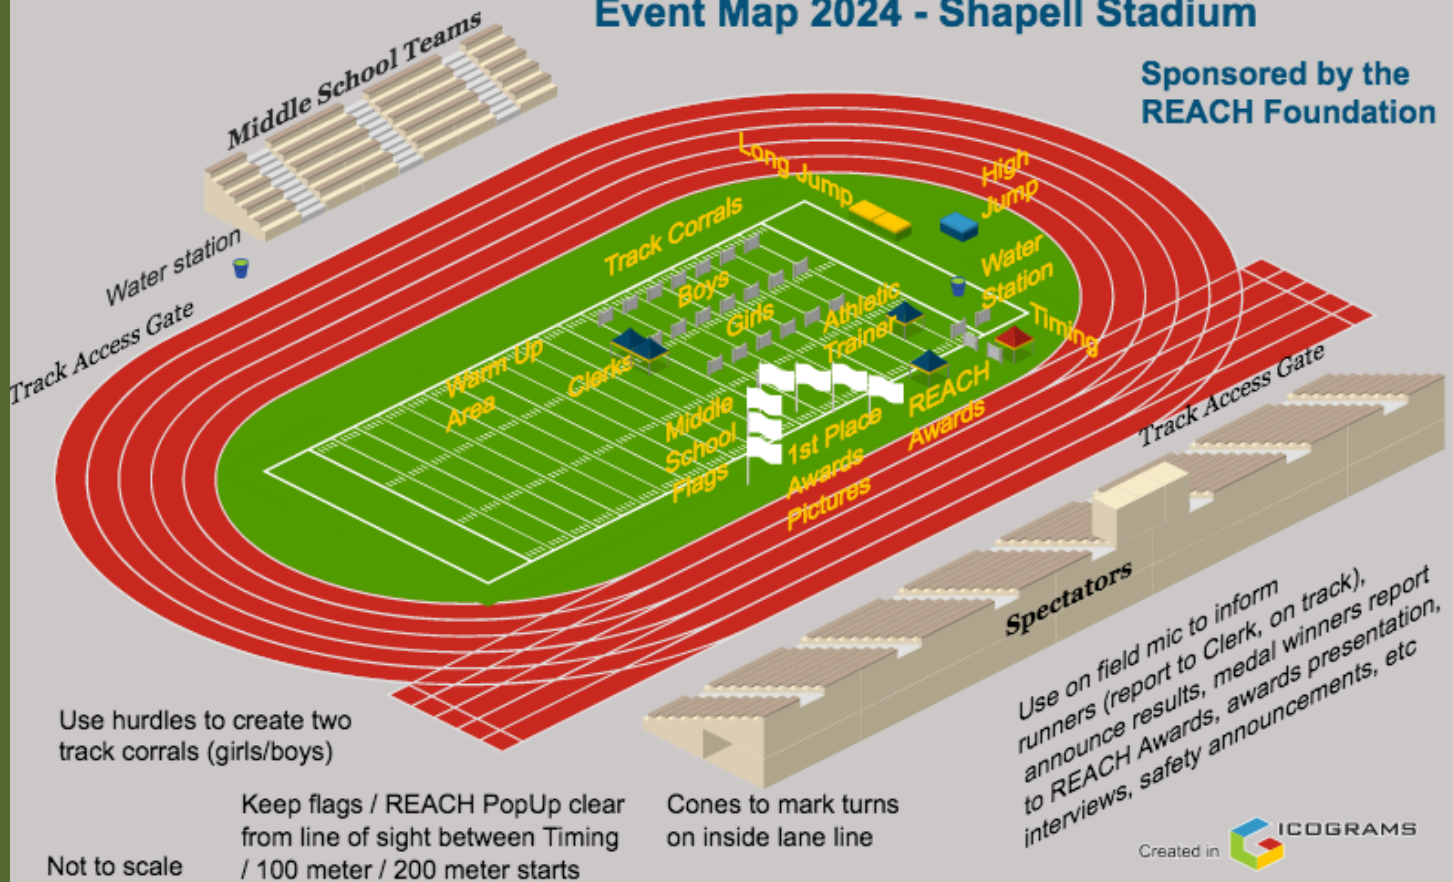 Event Map 2024 - Shapell Stadium
Sponsored by the
REACH Foundation
Middle School Teams
Water station
Track Access Gate
Long Jump
High
Jump
Track Corrals
Water
Station
Boys
Girls
Athletic
Trainer
Timing
Warm Up
Area
Clerks
Middle
School
Flags
1st Place
Awards
Pictures
REACH
Awards
Track Access Gate
Spectators
Use hurdles to create two
track corrals (girls/boys)
Keep flags / REACH PopUp clear
from line of sight between Timing
/ 100 meter / 200 meter starts
Cones to mark turns
on inside lane line
Use on field mic to inform
runners (report to Clerk, on track),
announce results, medal winners report
to REACH Awards, awards presentation,
interviews, safety announcements, etc
Not to scale
Created in
ICOGRAMS